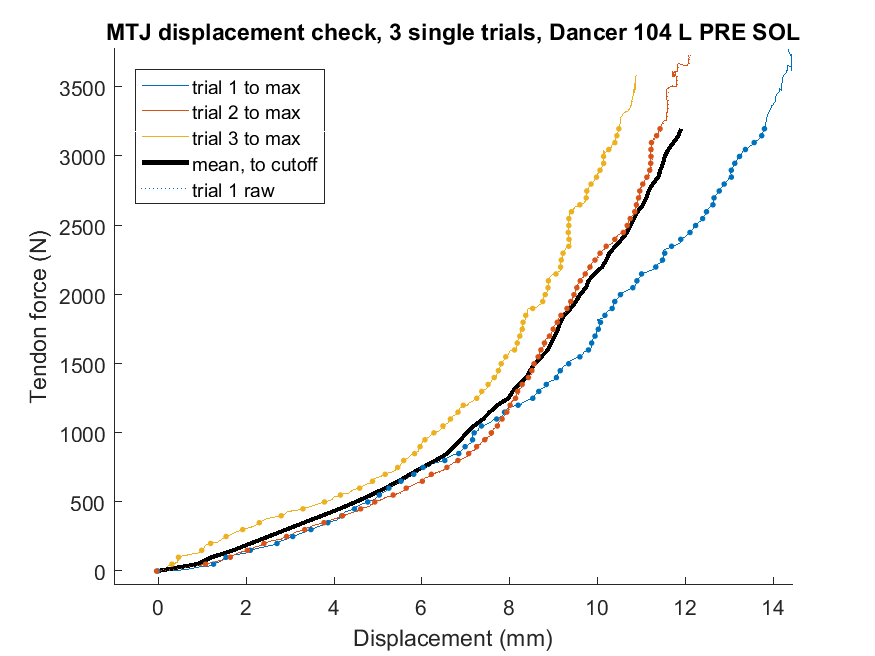 MTJ displacement check, 3 single trials, Dancer 104 L PRE SOL
trial 1 to max
trial 2 to max
trial 3 to max
mean, to cutoff
trial 1 raw
3500
3000
2500
2000
1500
1000
500
0
Tendon force (N)
0 2 4 6 8 10 12 14
Displacement (mm)